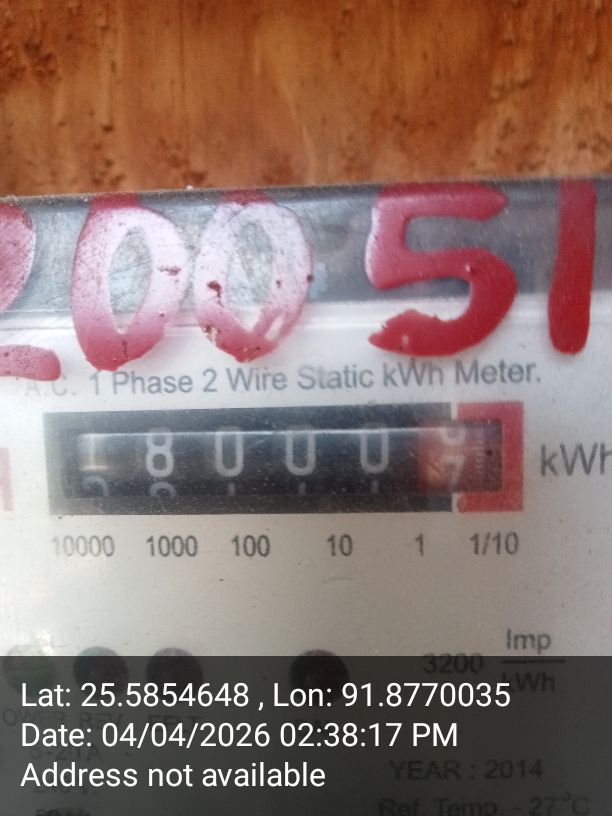 20051
A.C. 1 Phase 2 Wire Static kWh Meter.
18000 kWh
10000 1000 100 10 1 1/10
3200 Imp/kWh
Lat: 25.5854648 , Lon: 91.8770035
Date: 04/04/2026 02:38:17 PM
YEAR : 2014
Address not available
Ref. Temp. - 27°C